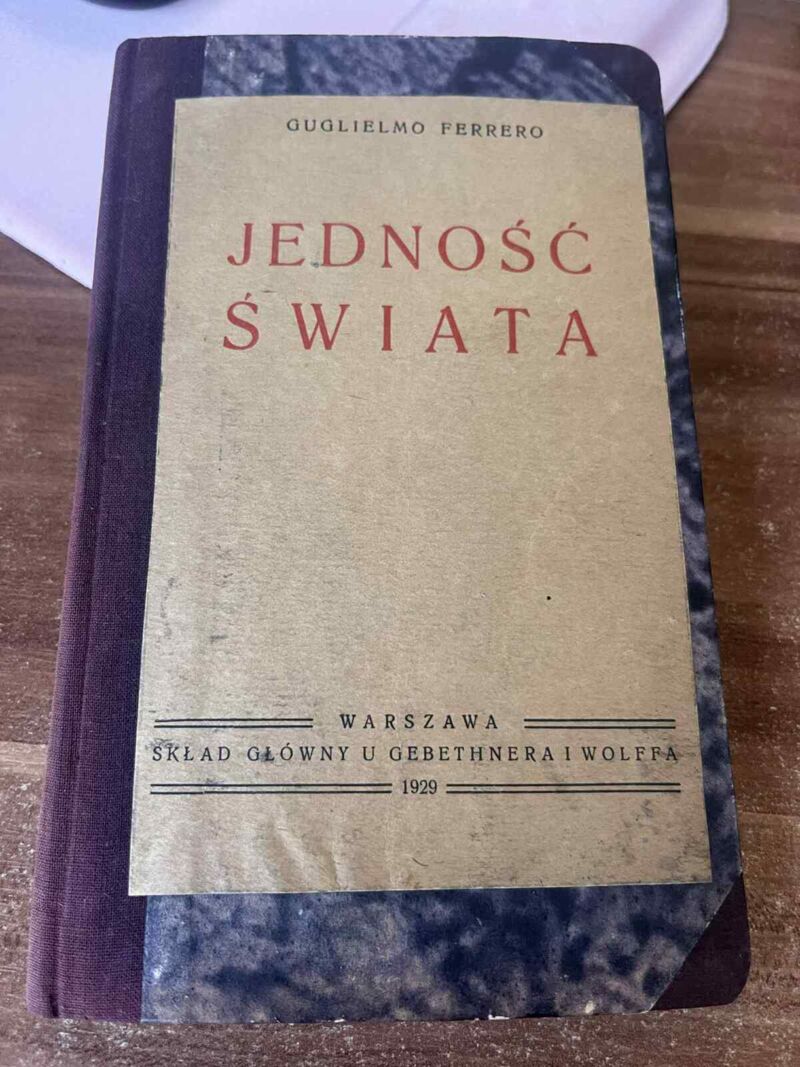 GUGLIELMO FERRERO
JEDNOŚĆ
ŚWIATA
WARSZAWA
SKŁAD GŁÓWNY U GEBETHNERA I WOLFFA
1929